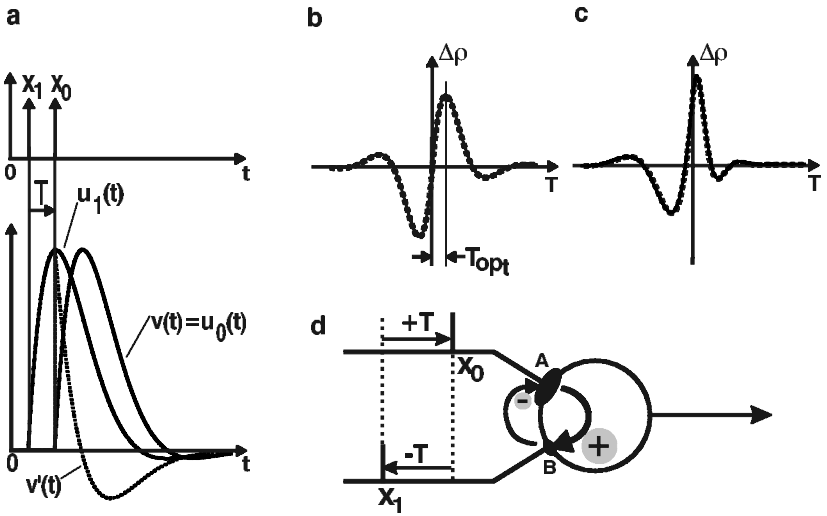 a
x₁ x₀
0 t
T
u₁(t)
v(t)=u₀(t)
0 t
v'(t)
b
Δρ
T
Tₒₚₜ
c
Δρ
T
d
+T
x₀
A
-
+
B
-T
x₁